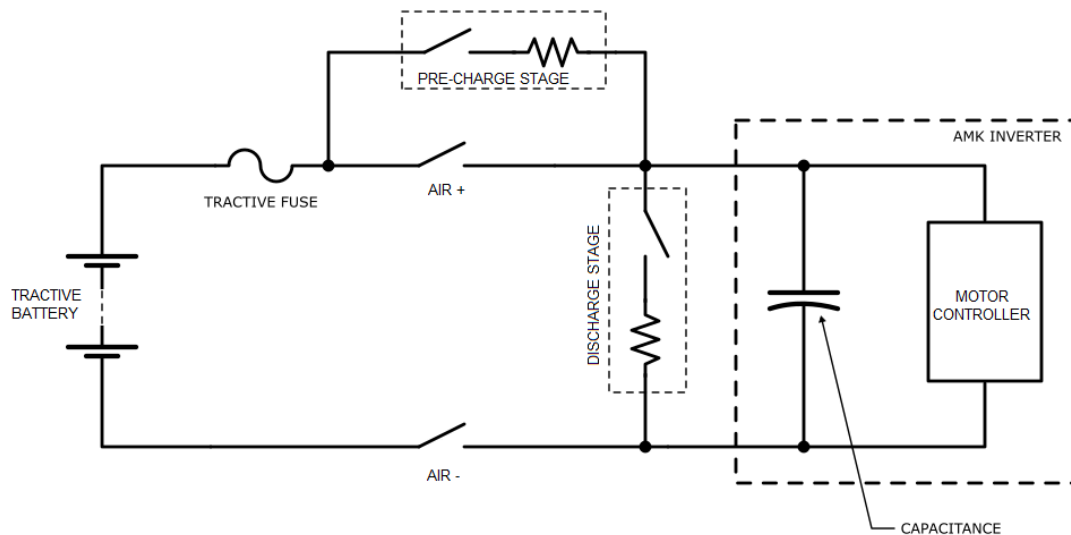 PRE-CHARGE STAGE
AMK INVERTER
TRACTIVE FUSE
AIR +
DISCHARGE STAGE
TRACTIVE
BATTERY
MOTOR
CONTROLLER
AIR -
CAPACITANCE